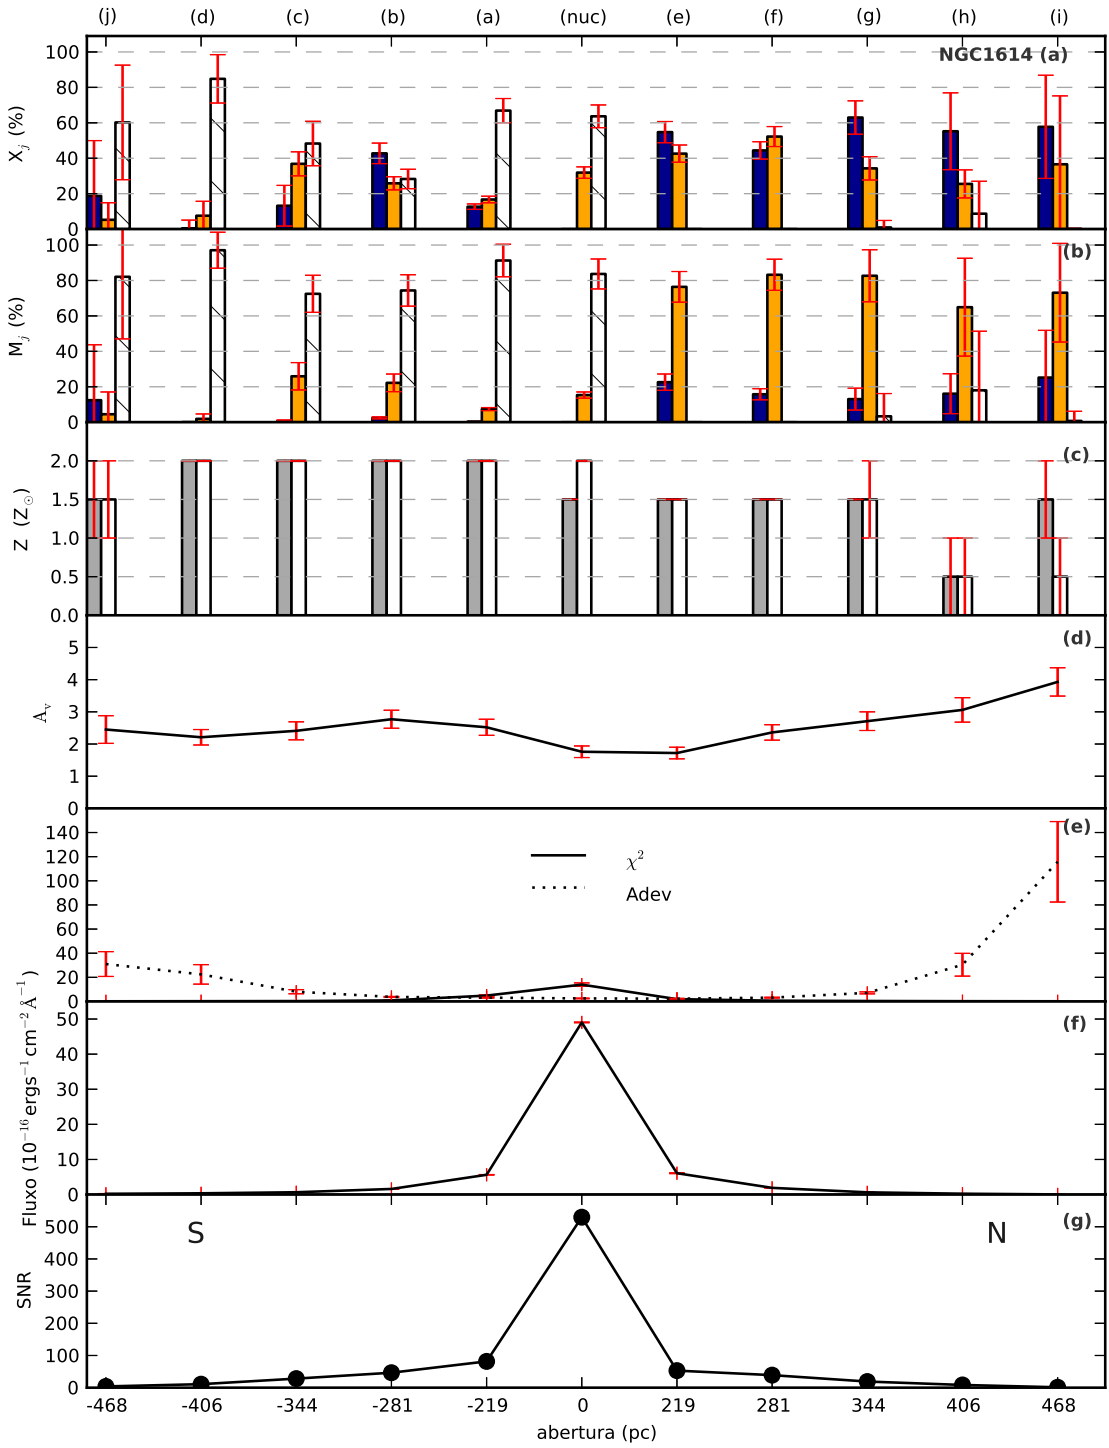 (j) (d) (c) (b) (a) (nuc) (e) (f) (g) (h) (i)
NGC1614 (a)
X_j (%)
100
80
60
40
20
0
(b)
M_j (%)
100
80
60
40
20
0
(c)
Z (Z_⊙)
2.0
1.5
1.0
0.5
0.0
(d)
A_v
5
4
3
2
1
0
(e)
140
120
100
80
60
40
20
0
χ²
Adev
(f)
Fluxo (10⁻¹⁶ ergs⁻¹ cm⁻² Å⁻¹)
50
40
30
20
10
0
(g)
S N
SNR
500
400
300
200
100
0
-468 -406 -344 -281 -219 0 219 281 344 406 468
abertura (pc)